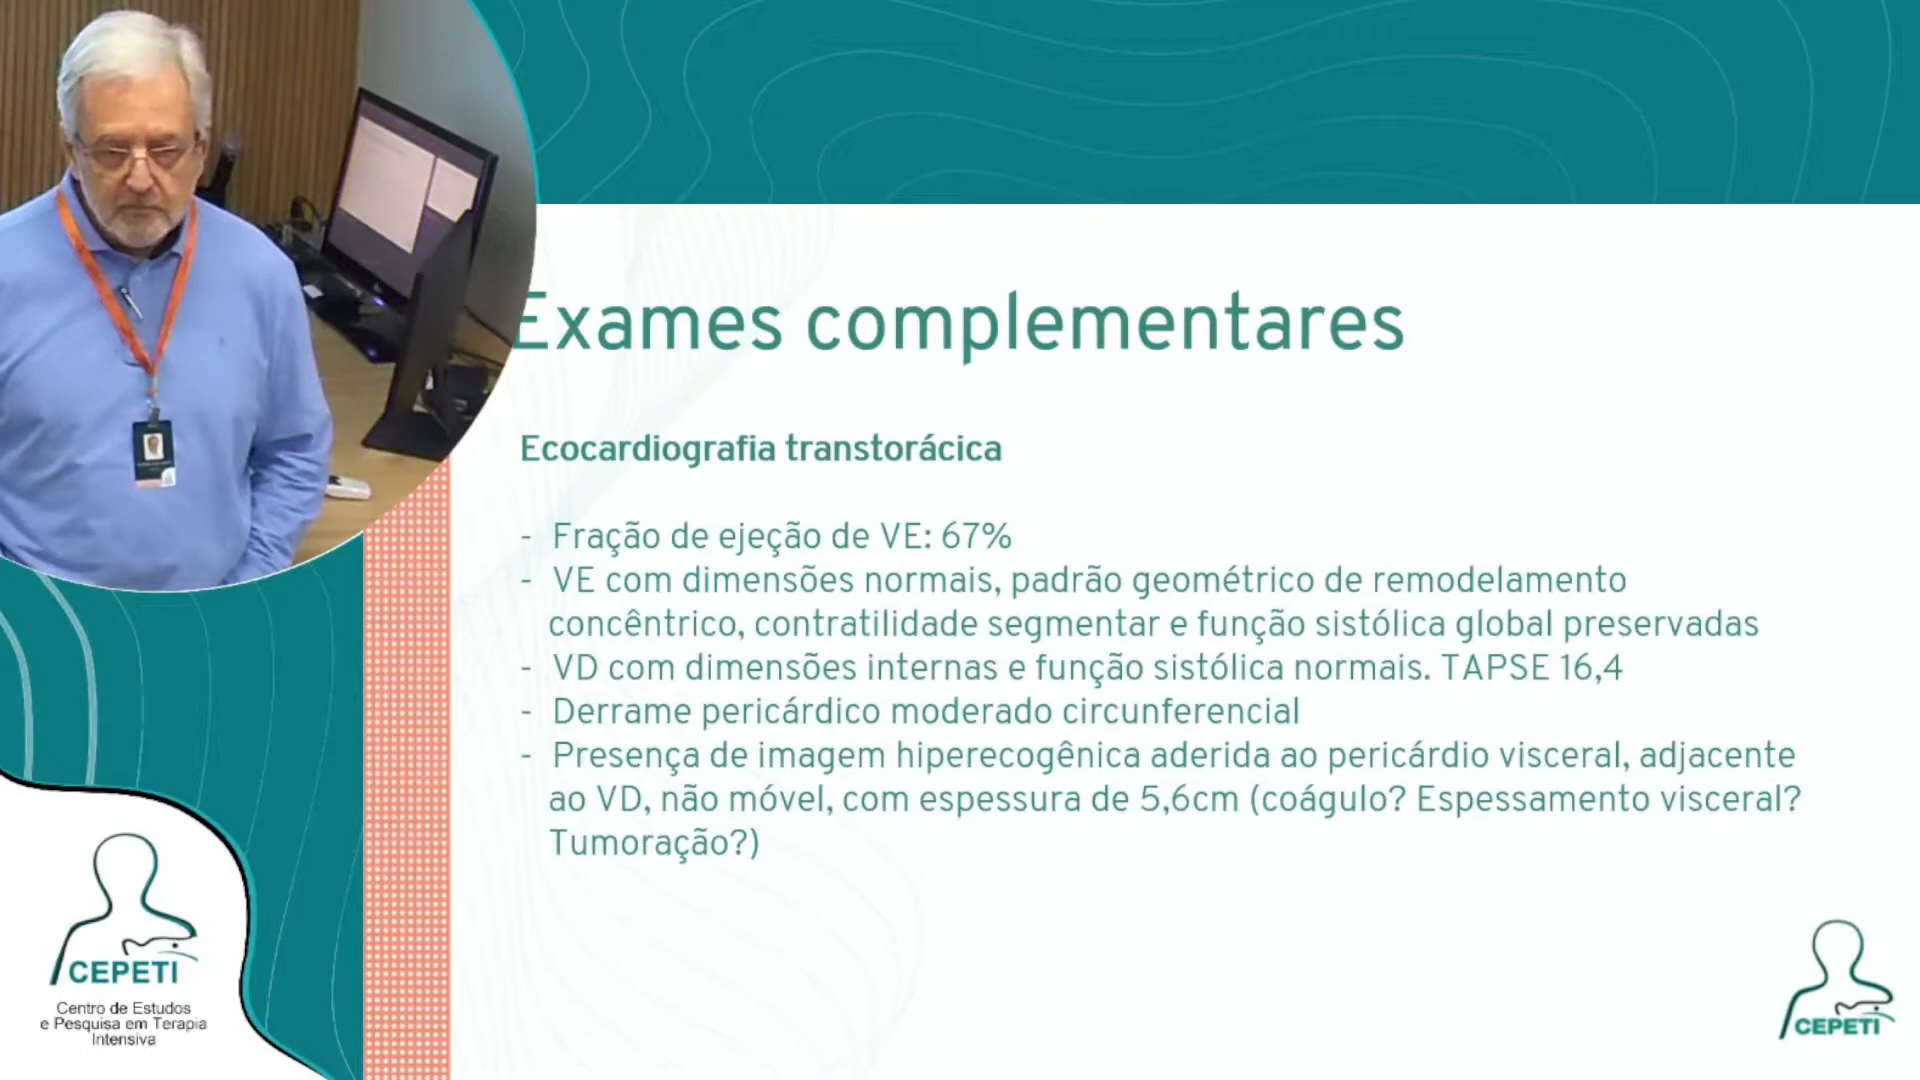 Exames complementares
Ecocardiografia transtorácica
- Fração de ejeção de VE: 67%
- VE com dimensões normais, padrão geométrico de remodelamento
concêntrico, contratilidade segmentar e função sistólica global preservadas
- VD com dimensões internas e função sistólica normais. TAPSE 16,4
- Derrame pericárdico moderado circunferencial
- Presença de imagem hiperecogênica aderida ao pericárdio visceral, adjacente
ao VD, não móvel, com espessura de 5,6cm (coágulo? Espessamento visceral?
Tumoração?)
CEPETI
Centro de Estudos
e Pesquisa em Terapia
Intensiva
CEPETI